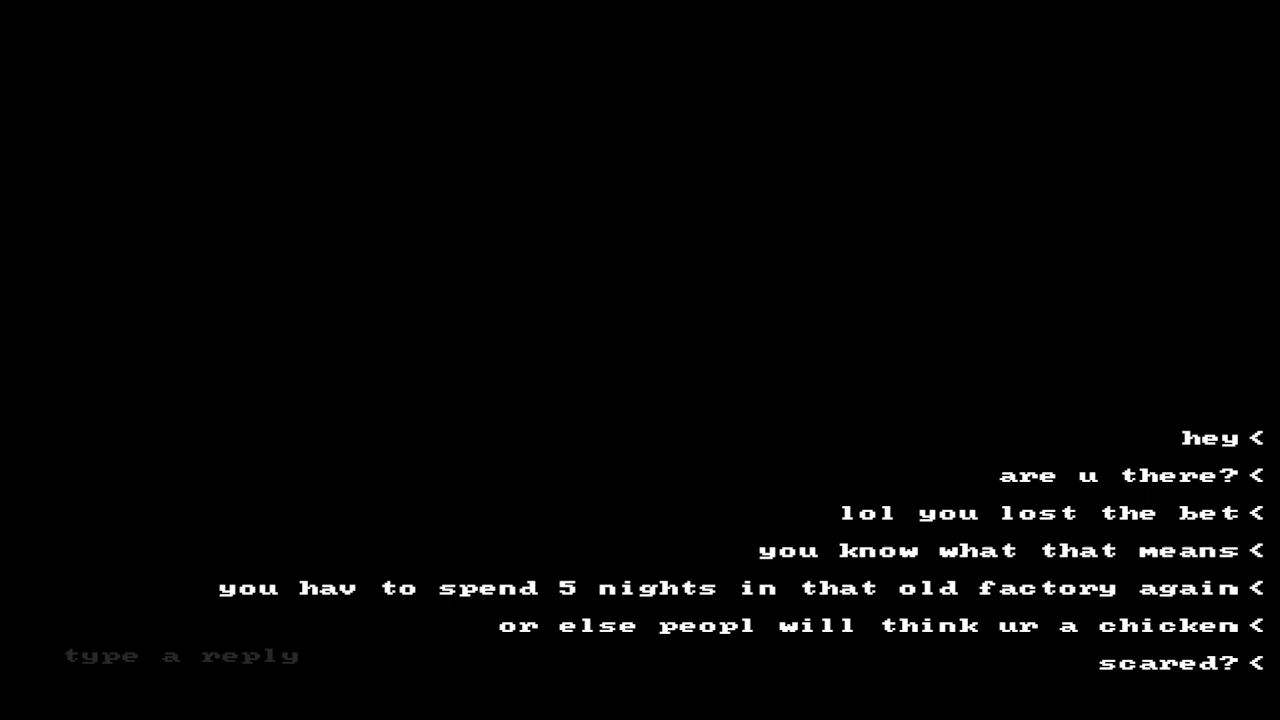 hey <
are u there? <
lol you lost the bet <
you know what that means <
you hav to spend 5 nights in that old factory again <
or else peopl will think ur a chicken <
type a reply
scared? <